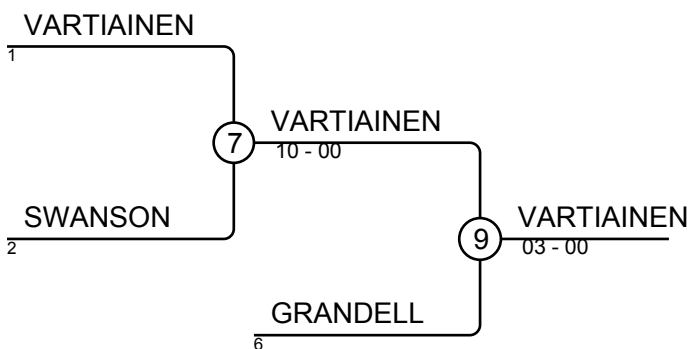 VARTIAINEN
1
7
VARTIAINEN
10 - 00
SWANSON
2
9
VARTIAINEN
03 - 00
GRANDELL
6